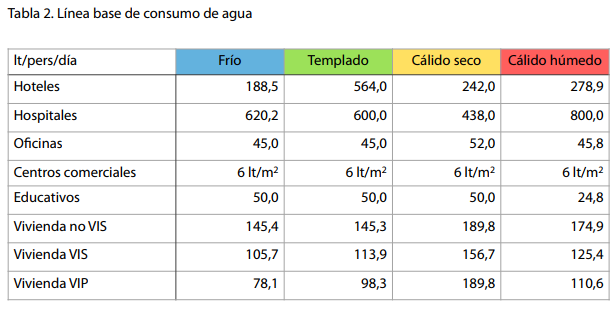 Tabla 2. Línea base de consumo de agua
lt/pers/día Frío Templado Cálido seco Cálido húmedo
Hoteles 188,5 564,0 242,0 278,9
Hospitales 620,2 600,0 438,0 800,0
Oficinas 45,0 45,0 52,0 45,8
Centros comerciales 6 lt/m² 6 lt/m² 6 lt/m² 6 lt/m²
Educativos 50,0 50,0 50,0 24,8
Vivienda no VIS 145,4 145,3 189,8 174,9
Vivienda VIS 105,7 113,9 156,7 125,4
Vivienda VIP 78,1 98,3 189,8 110,6